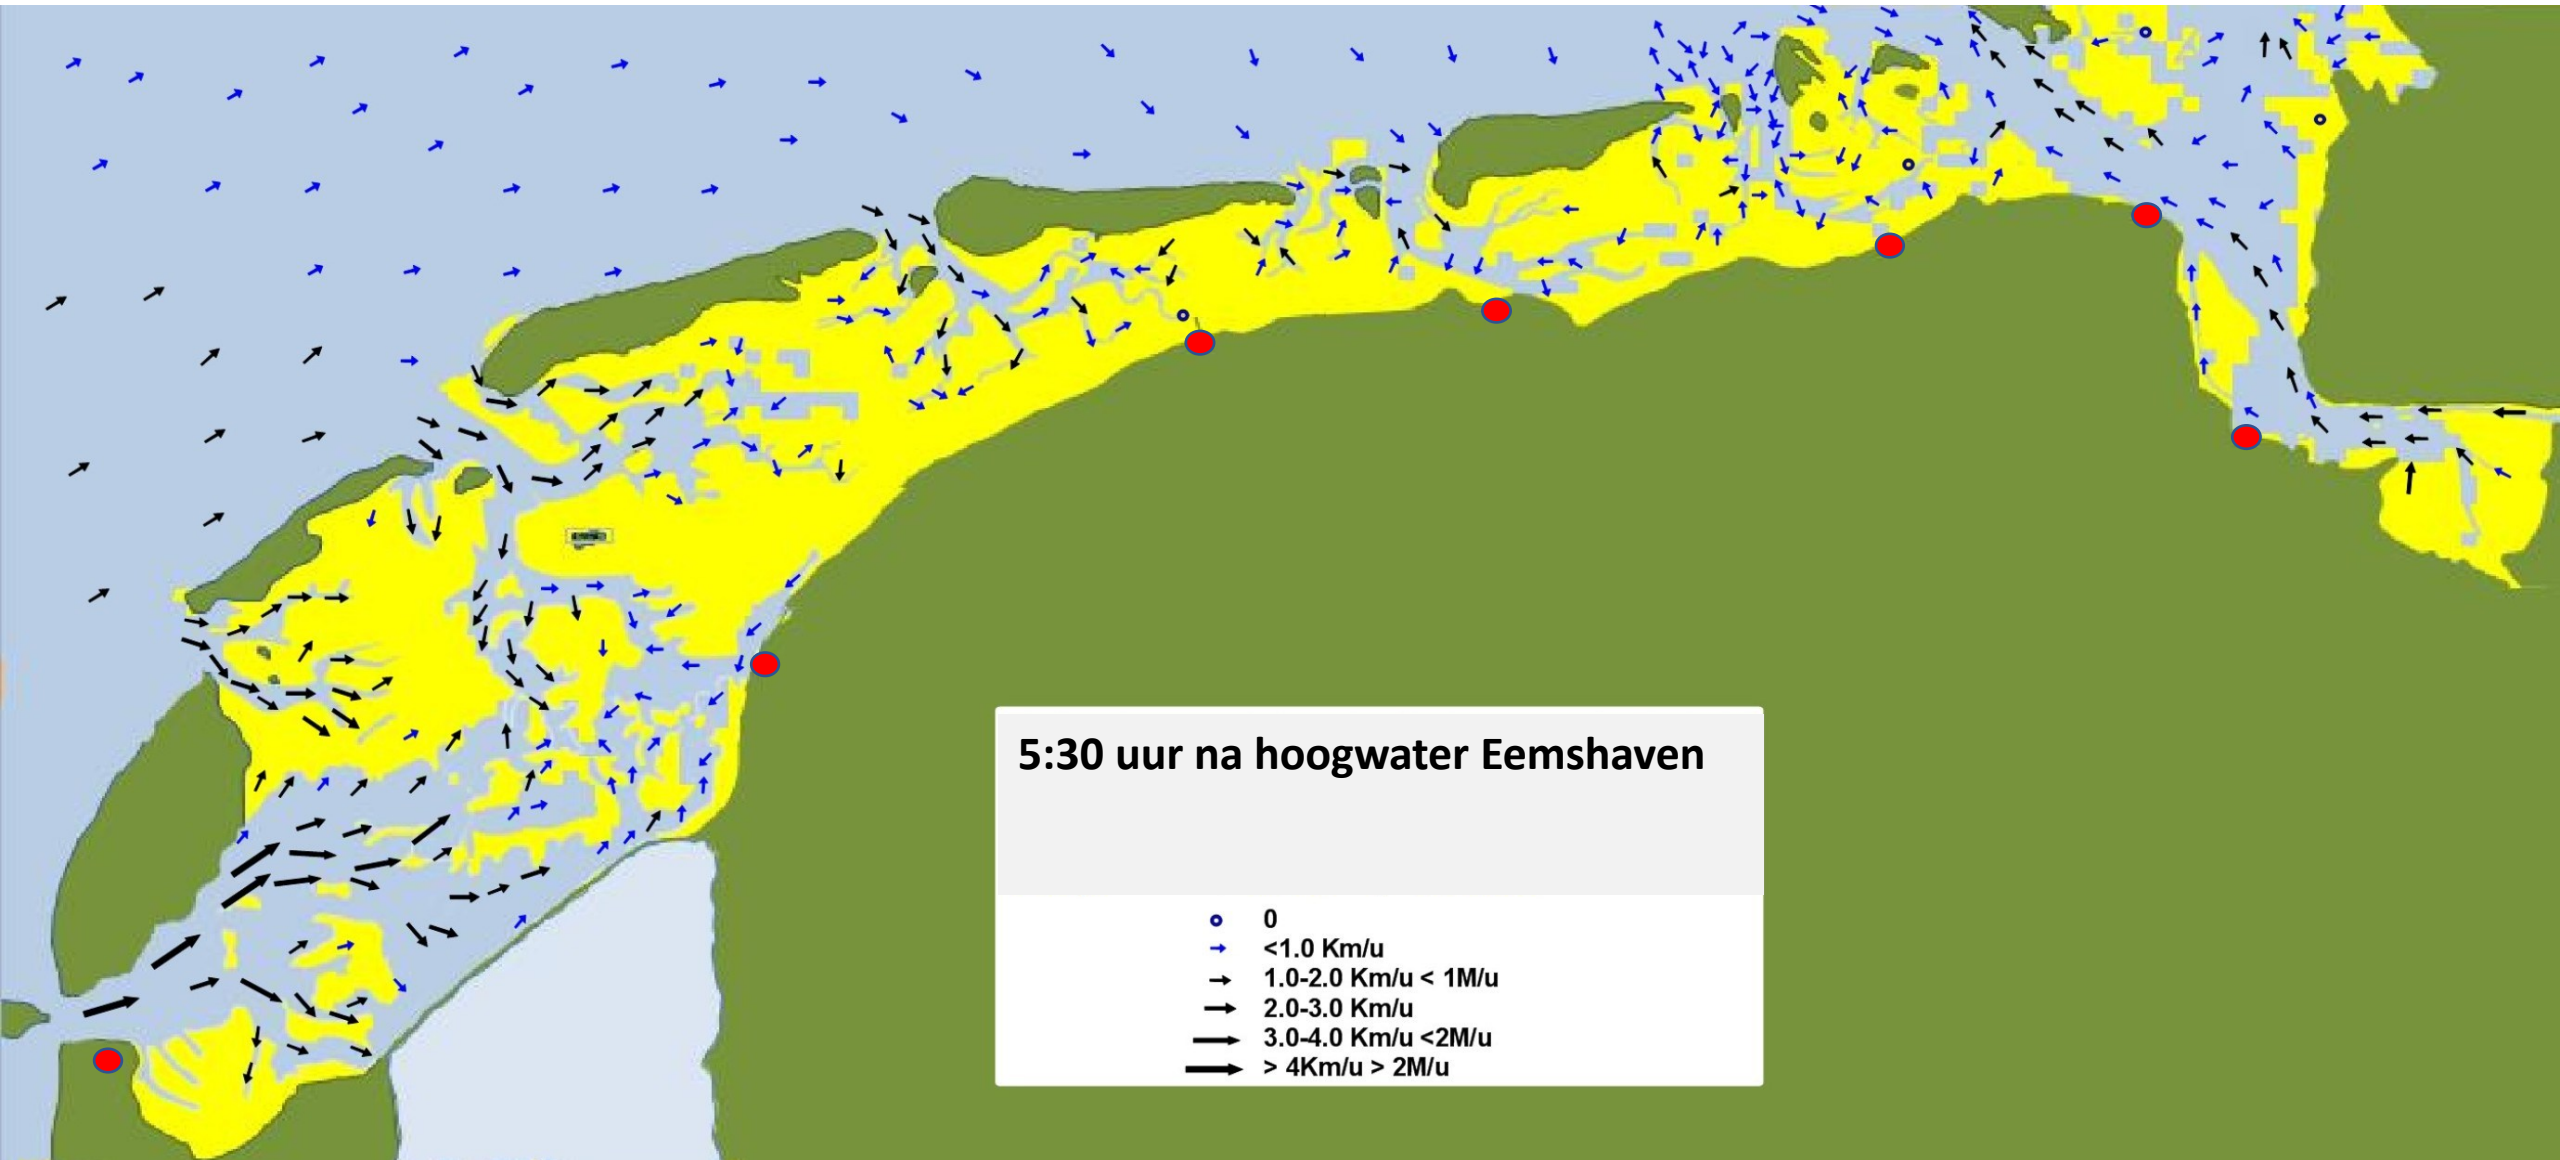 5:30 uur na hoogwater Eemshaven
0
<1.0 Km/u
1.0-2.0 Km/u < 1M/u
2.0-3.0 Km/u
3.0-4.0 Km/u <2M/u
> 4Km/u > 2M/u